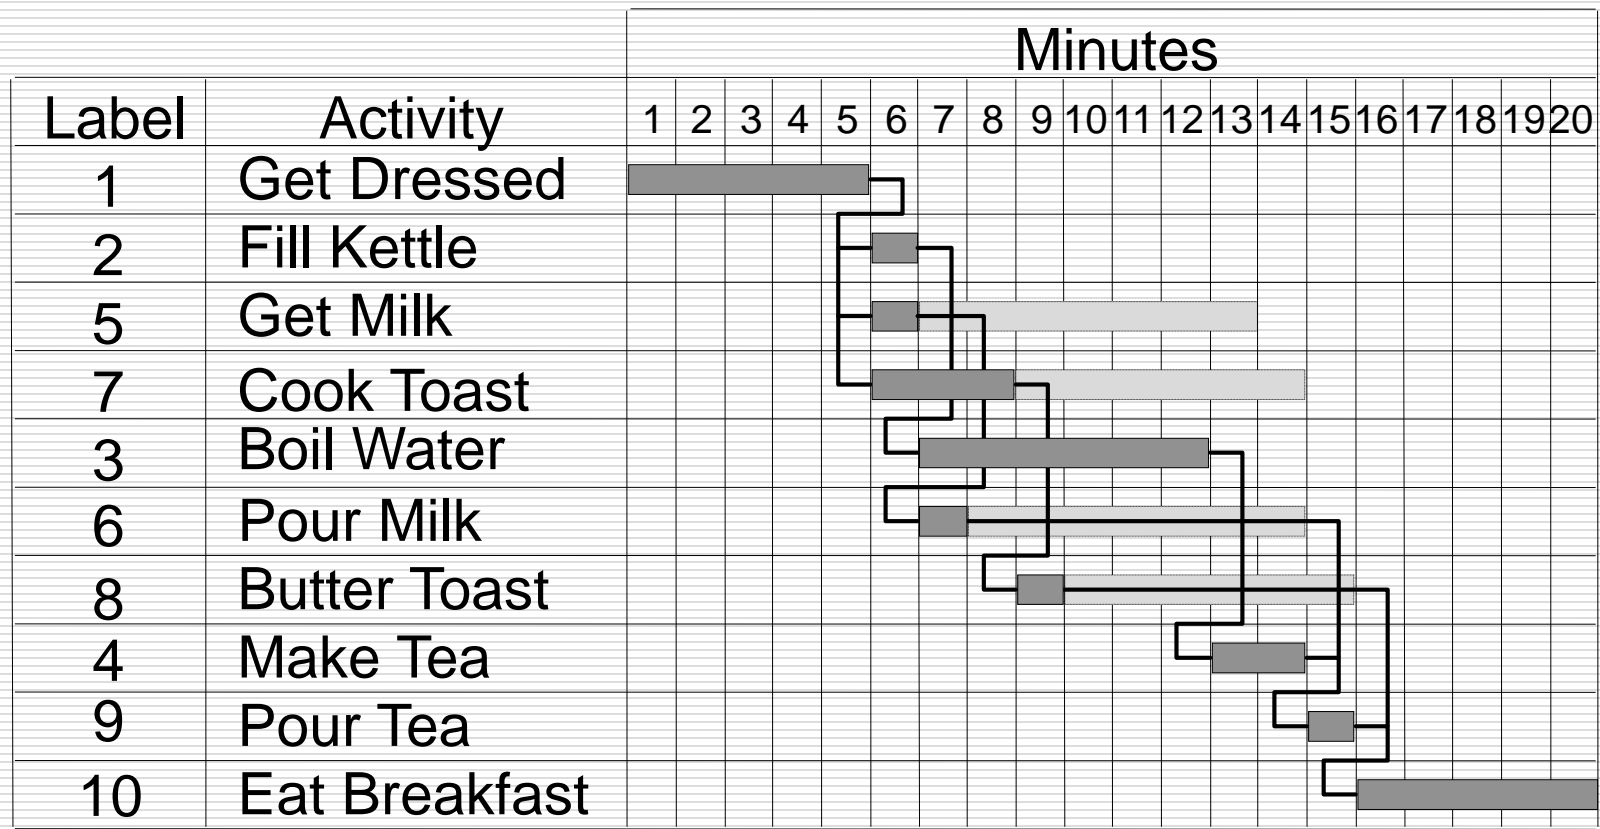 Minutes
Label Activity 1 2 3 4 5 6 7 8 9 10 11 12 13 14 15 16 17 18 19 20
1 Get Dressed
2 Fill Kettle
5 Get Milk
7 Cook Toast
3 Boil Water
6 Pour Milk
8 Butter Toast
4 Make Tea
9 Pour Tea
10 Eat Breakfast